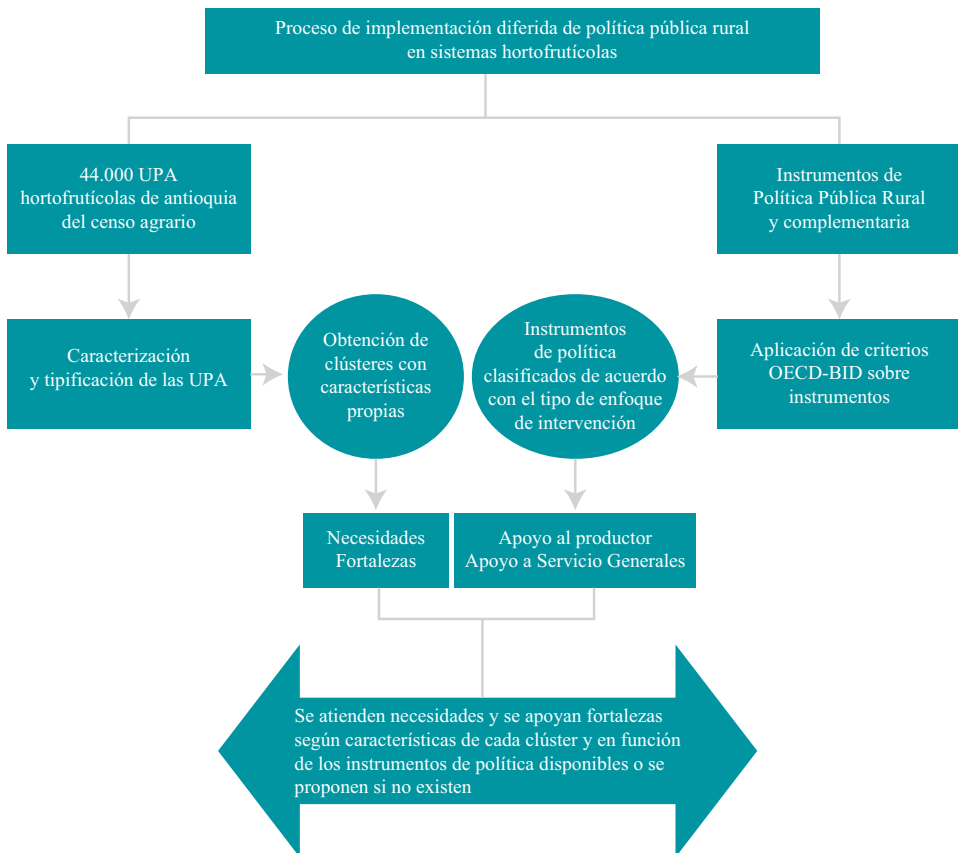 Proceso de implementación diferida de política pública rural
en sistemas hortofrutícolas
44.000 UPA
hortofrutícolas de antioquia
del censo agrario
Instrumentos de
Política Pública Rural
y complementaria
Caracterización
y tipificación de las UPA
Obtención de
clústeres con
características
propias
Instrumentos
de política
clasificados de acuerdo
con el tipo de enfoque
de intervención
Aplicación de criterios
OECD-BID sobre
instrumentos
Necesidades
Fortalezas
Apoyo al productor
Apoyo a Servicio Generales
Se atienden necesidades y se apoyan fortalezas
según características de cada clúster y en función
de los instrumentos de política disponibles o se
proponen si no existen